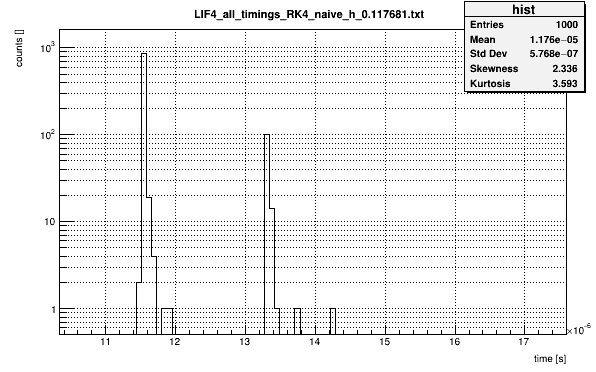 LIF4_all_timings_RK4_naive_h_0.117681.txt
hist
Entries 1000
Mean 1.176e−05
Std Dev 5.768e−07
Skewness 2.336
Kurtosis 3.593
counts []
10³
10²
10
1
11 12 13 14 15 16 17
×10⁻⁶
time [s]